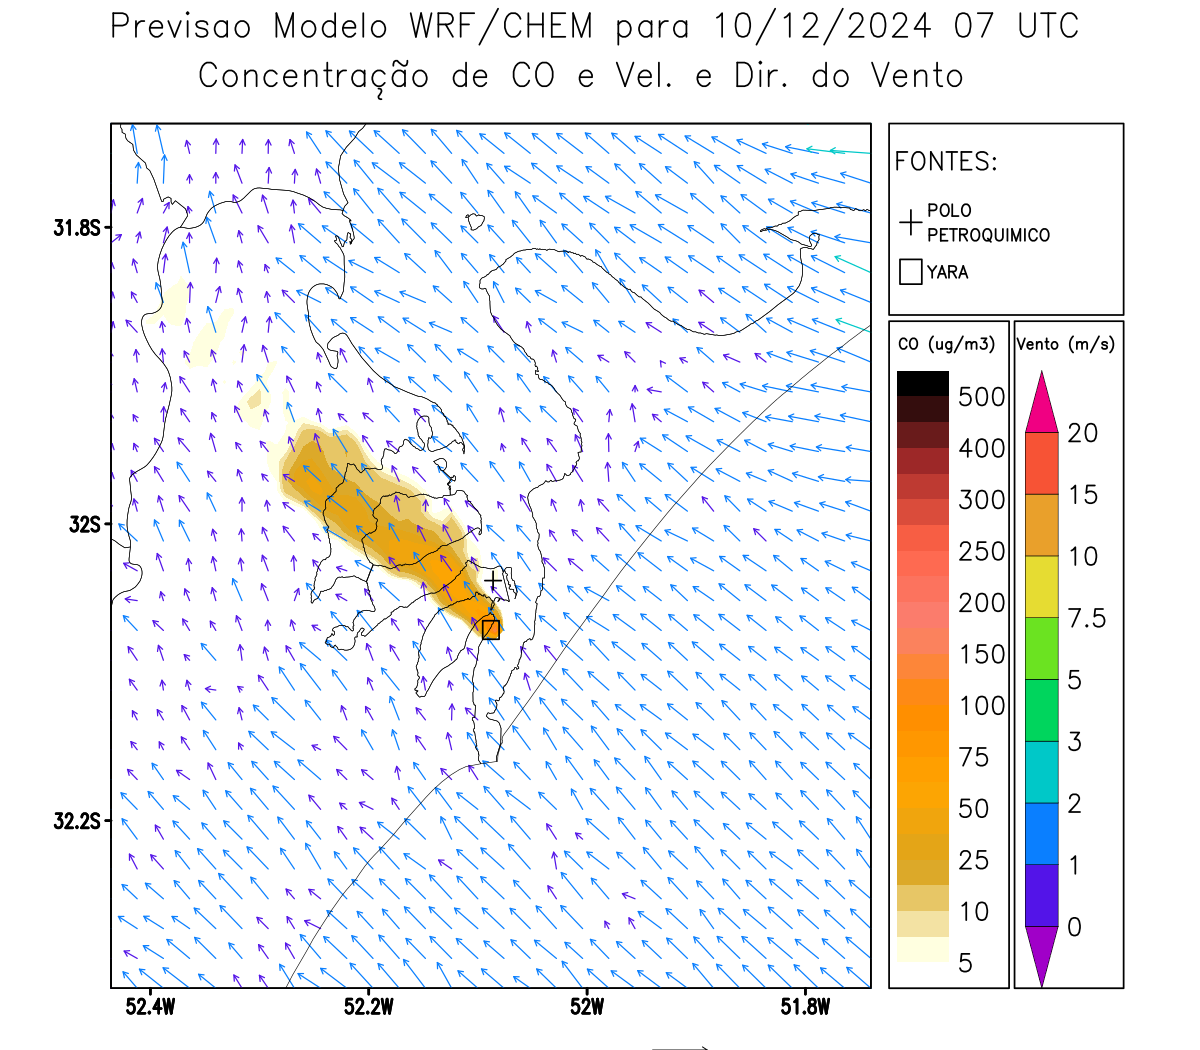 Previsao Modelo WRF/CHEM para 10/12/2024 07 UTC
Concentração de CO e Vel. e Dir. do Vento
FONTES:
POLO
PETROQUIMICO
YARA
CO (ug/m3)
500
400
300
250
200
150
100
75
50
25
10
5
Vento (m/s)
20
15
10
7.5
5
3
2
1
0
31.8S
32S
32.2S
52.4W
52.2W
52W
51.8W